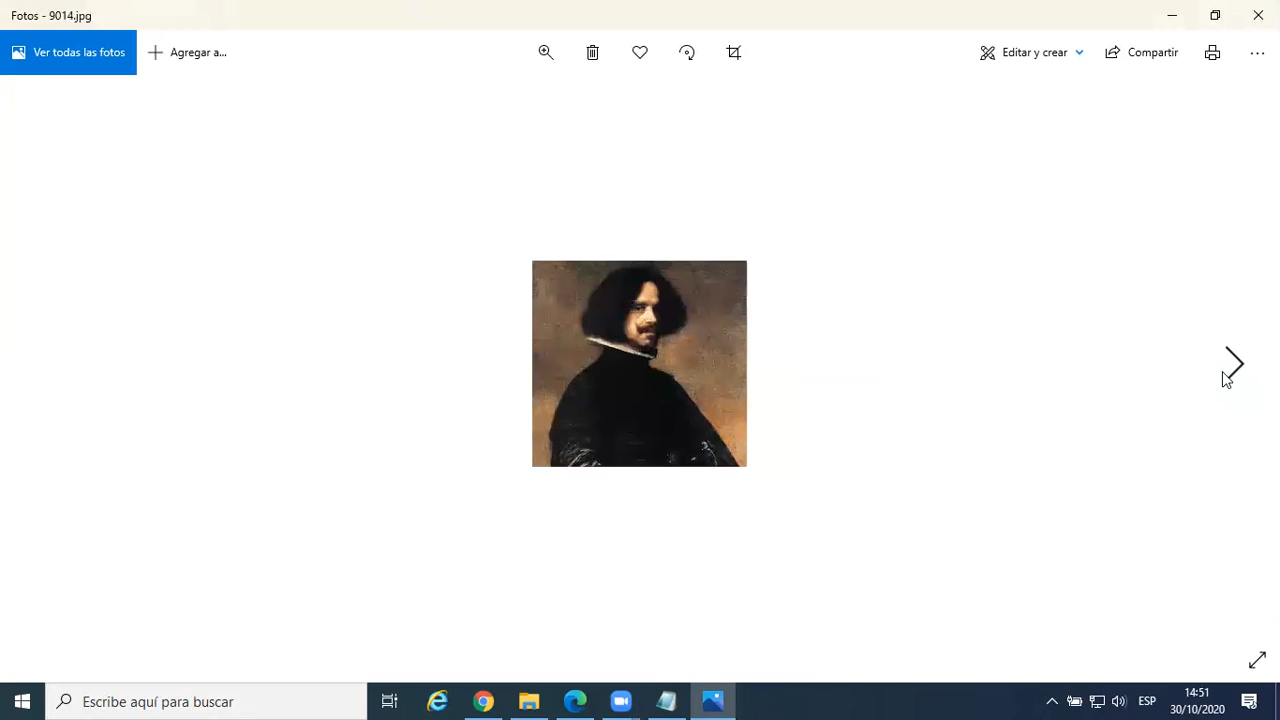 Fotos - 9014.jpg
Ver todas las fotos
Agregar a...
Editar y crear
Compartir
Escribe aquí para buscar
ESP
14:51
30/10/2020